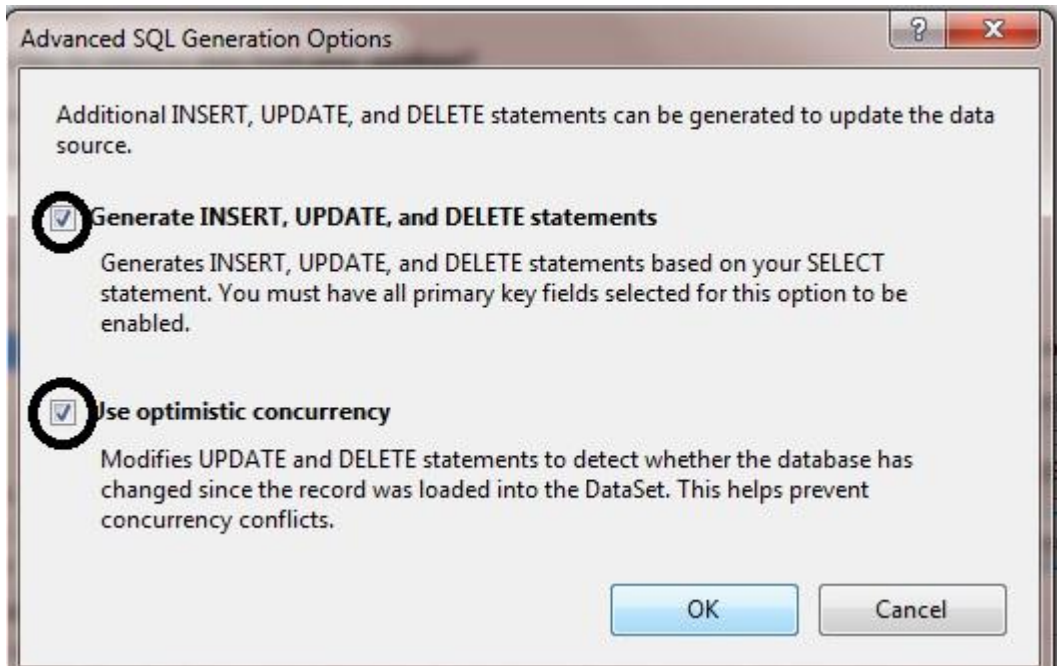 Advanced SQL Generation Options
Additional INSERT, UPDATE, and DELETE statements can be generated to update the data
source.
Generate INSERT, UPDATE, and DELETE statements
Generates INSERT, UPDATE, and DELETE statements based on your SELECT
statement. You must have all primary key fields selected for this option to be
enabled.
Use optimistic concurrency
Modifies UPDATE and DELETE statements to detect whether the database has
changed since the record was loaded into the DataSet. This helps prevent
concurrency conflicts.
OK Cancel